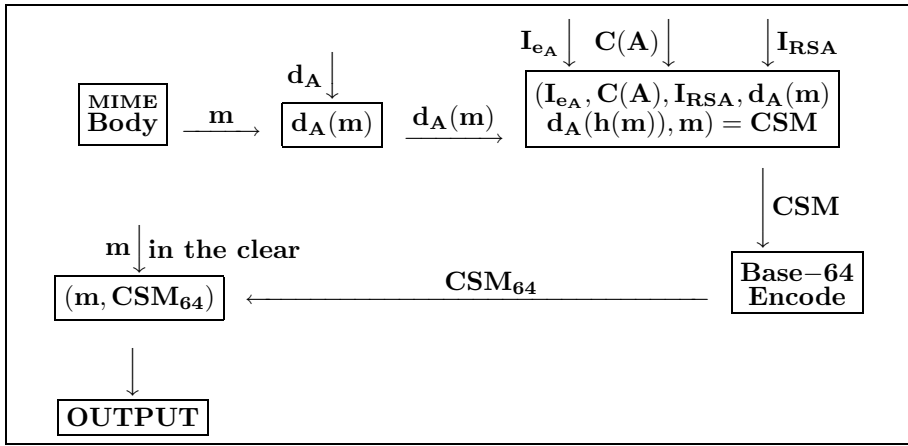 I_{e_A} C(A) I_{RSA}
d_A
MIME
Body
m
d_A(m)
d_A(m)
(I_{e_A}, C(A), I_{RSA}, d_A(m)
d_A(h(m)), m) = CSM
CSM
m in the clear
(m, CSM_{64})
CSM_{64}
Base-64
Encode
OUTPUT